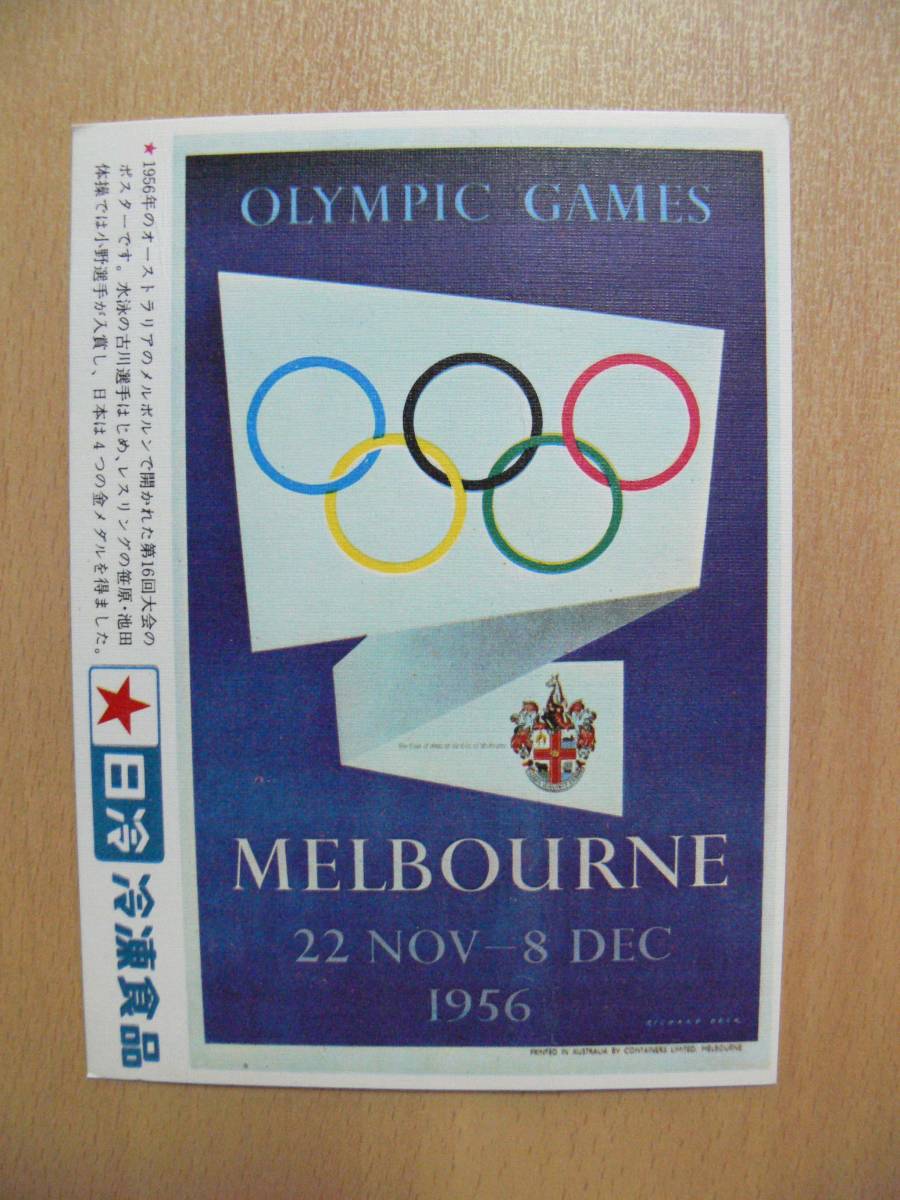 ★1956年のオーストラリアのメルボルンで開かれた第16回大会の
ポスターです。水泳の古川選手はじめ、レスリングの笹原・池田
体操では小野選手が入賞し、日本は4つの金メダルを得ました。
日冷
冷凍食品
OLYMPIC GAMES
MELBOURNE
22 NOV–8 DEC
1956
RICHARD BECK
PRINTED IN AUSTRALIA BY CONTAINERS LIMITED, MELBOURNE